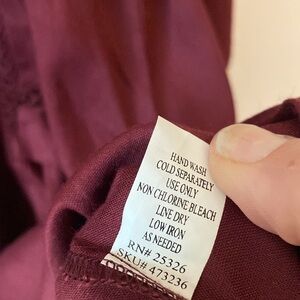 HAND WASH
COLD SEPARATELY
USE ONLY
NON CHLORINE BLEACH
LINE DRY
LOW IRON
AS NEEDED
RN# 25326
SKU# 473236